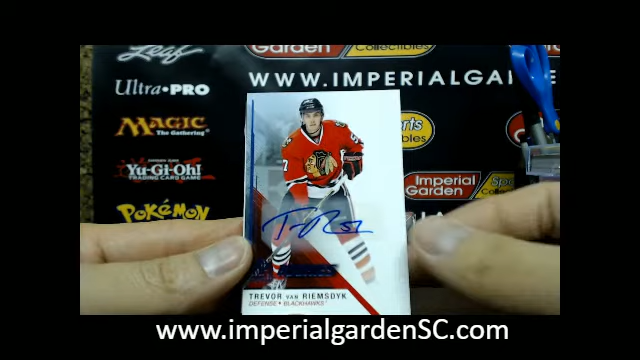 Leaf
Garden
Collectibles
Ultra•PRO
WWW.IMPERIALGARDEN
MAGIC
The Gathering
Yu-Gi-Oh!
TRADING CARD GAME
Imperial
Garden
Pokémon
TREVOR VAN RIEMSDYK
DEFENSE • BLACKHAWKS
www.imperialgardenSC.com